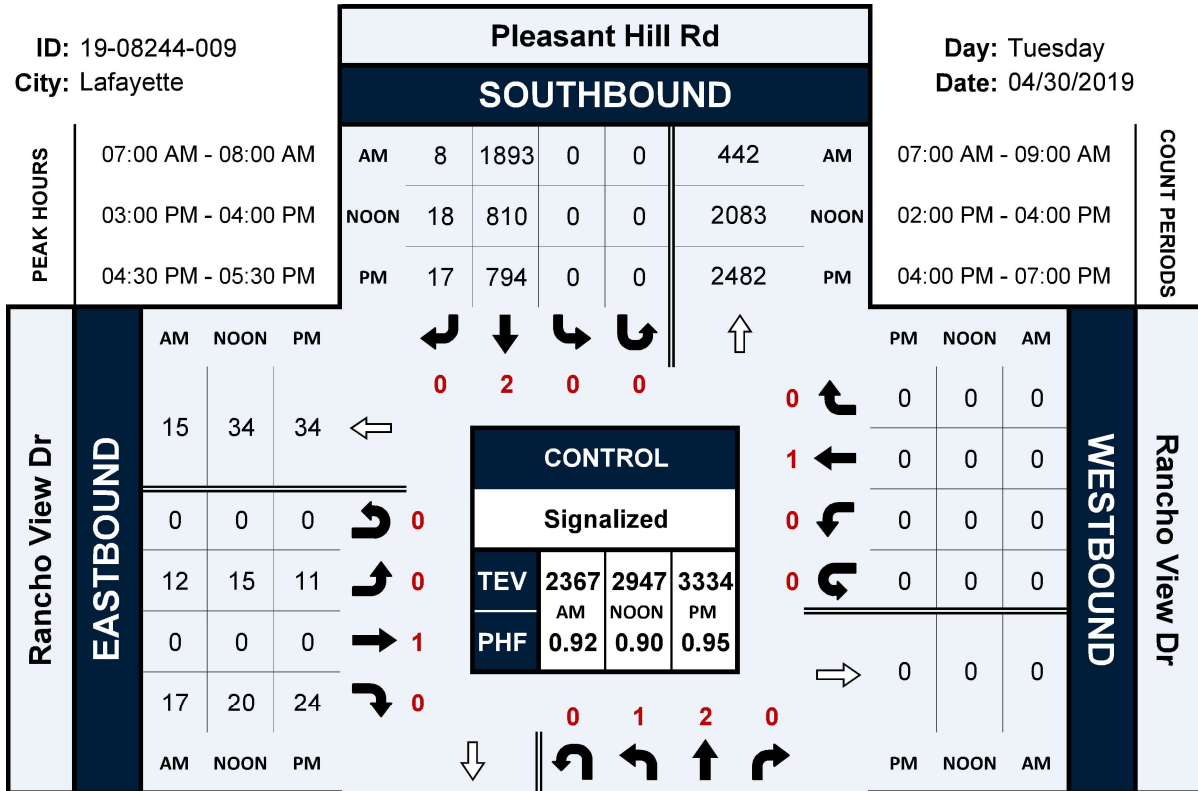 ID: 19-08244-009
City: Lafayette
Pleasant Hill Rd
SOUTHBOUND
Day: Tuesday
Date: 04/30/2019
PEAK HOURS
07:00 AM - 08:00 AM
03:00 PM - 04:00 PM
04:30 PM - 05:30 PM
AM 8 1893 0 0 442 AM
NOON 18 810 0 0 2083 NOON
PM 17 794 0 0 2482 PM
07:00 AM - 09:00 AM
02:00 PM - 04:00 PM
04:00 PM - 07:00 PM
COUNT PERIODS
0 2 0 0
Rancho View Dr
EASTBOUND
AM NOON PM
15 34 34
0 0 0 0
12 15 11 0
0 0 0 1
17 20 24 0
AM NOON PM
CONTROL
Signalized
TEV 2367 2947 3334
AM NOON PM
PHF 0.92 0.90 0.95
PM NOON AM
0 0 0 0
1 0 0 0
0 0 0 0
0 0 0 0
0 0 0
PM NOON AM
WESTBOUND
Rancho View Dr
0 1 2 0